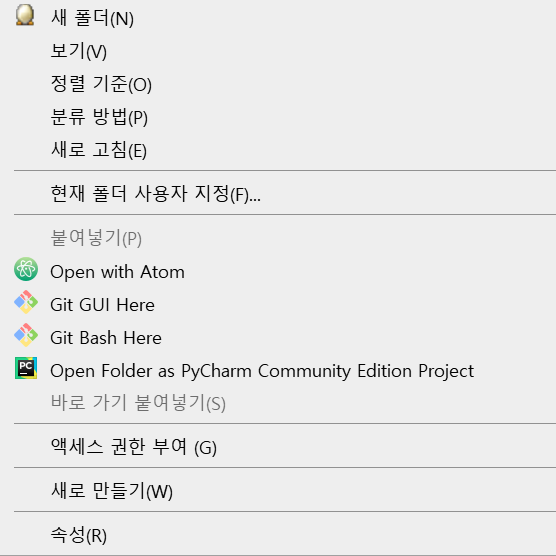 새 폴더(N)
보기(V)
정렬 기준(O)
분류 방법(P)
새로 고침(E)
현재 폴더 사용자 지정(F)...
붙여넣기(P)
Open with Atom
Git GUI Here
Git Bash Here
PC
Open Folder as PyCharm Community Edition Project
바로 가기 붙여넣기(S)
액세스 권한 부여 (G)
새로 만들기(W)
속성(R)